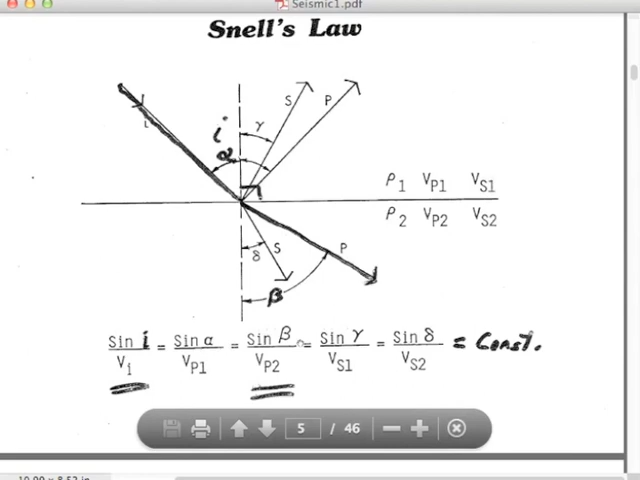 Seismic1.pdf
Snell's Law
S
P
i
i
γ
α
ρ1 VP1 VS1
ρ2 VP2 VS2
S
P
δ
β
Sin i / Vi = Sin α / VP1 = Sin β / VP2 = Sin γ / VS1 = Sin δ / VS2 = Const.
5 / 46